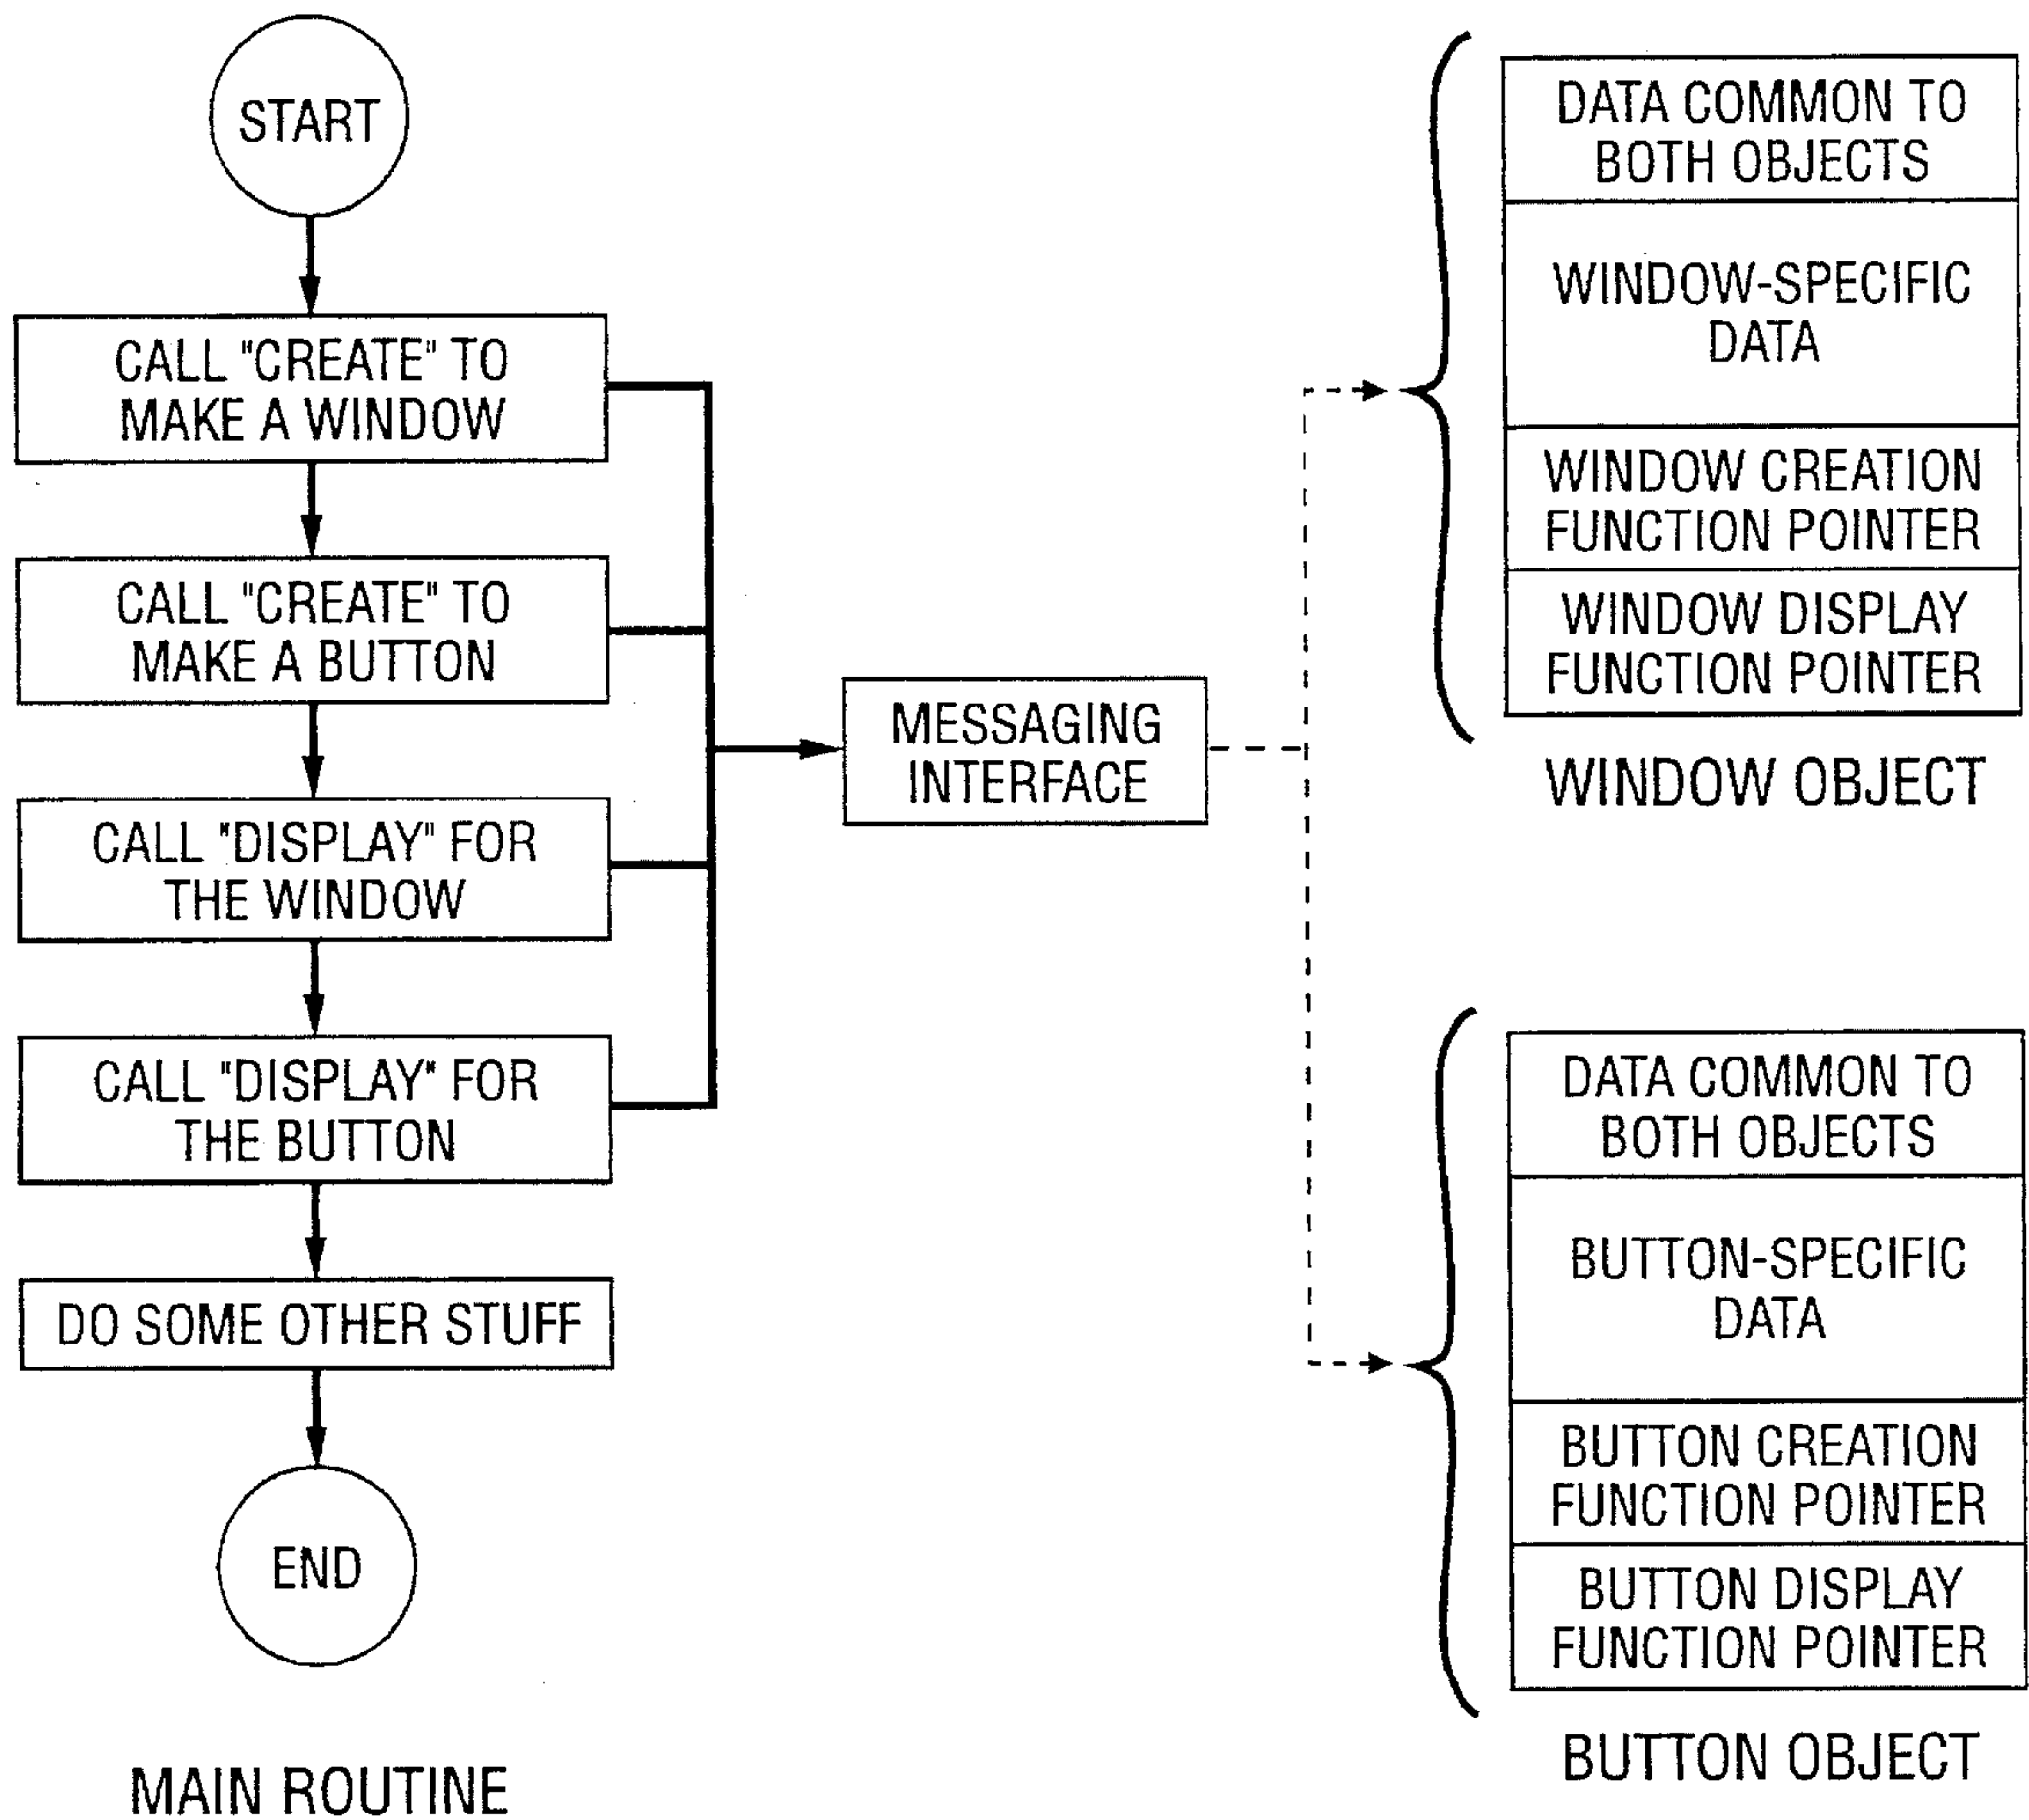 START
CALL "CREATE" TO
MAKE A WINDOW
CALL "CREATE" TO
MAKE A BUTTON
CALL "DISPLAY" FOR
THE WINDOW
CALL "DISPLAY" FOR
THE BUTTON
DO SOME OTHER STUFF
END
MAIN ROUTINE
MESSAGING
INTERFACE
DATA COMMON TO
BOTH OBJECTS
WINDOW-SPECIFIC
DATA
WINDOW CREATION
FUNCTION POINTER
WINDOW DISPLAY
FUNCTION POINTER
WINDOW OBJECT
DATA COMMON TO
BOTH OBJECTS
BUTTON-SPECIFIC
DATA
BUTTON CREATION
FUNCTION POINTER
BUTTON DISPLAY
FUNCTION POINTER
BUTTON OBJECT